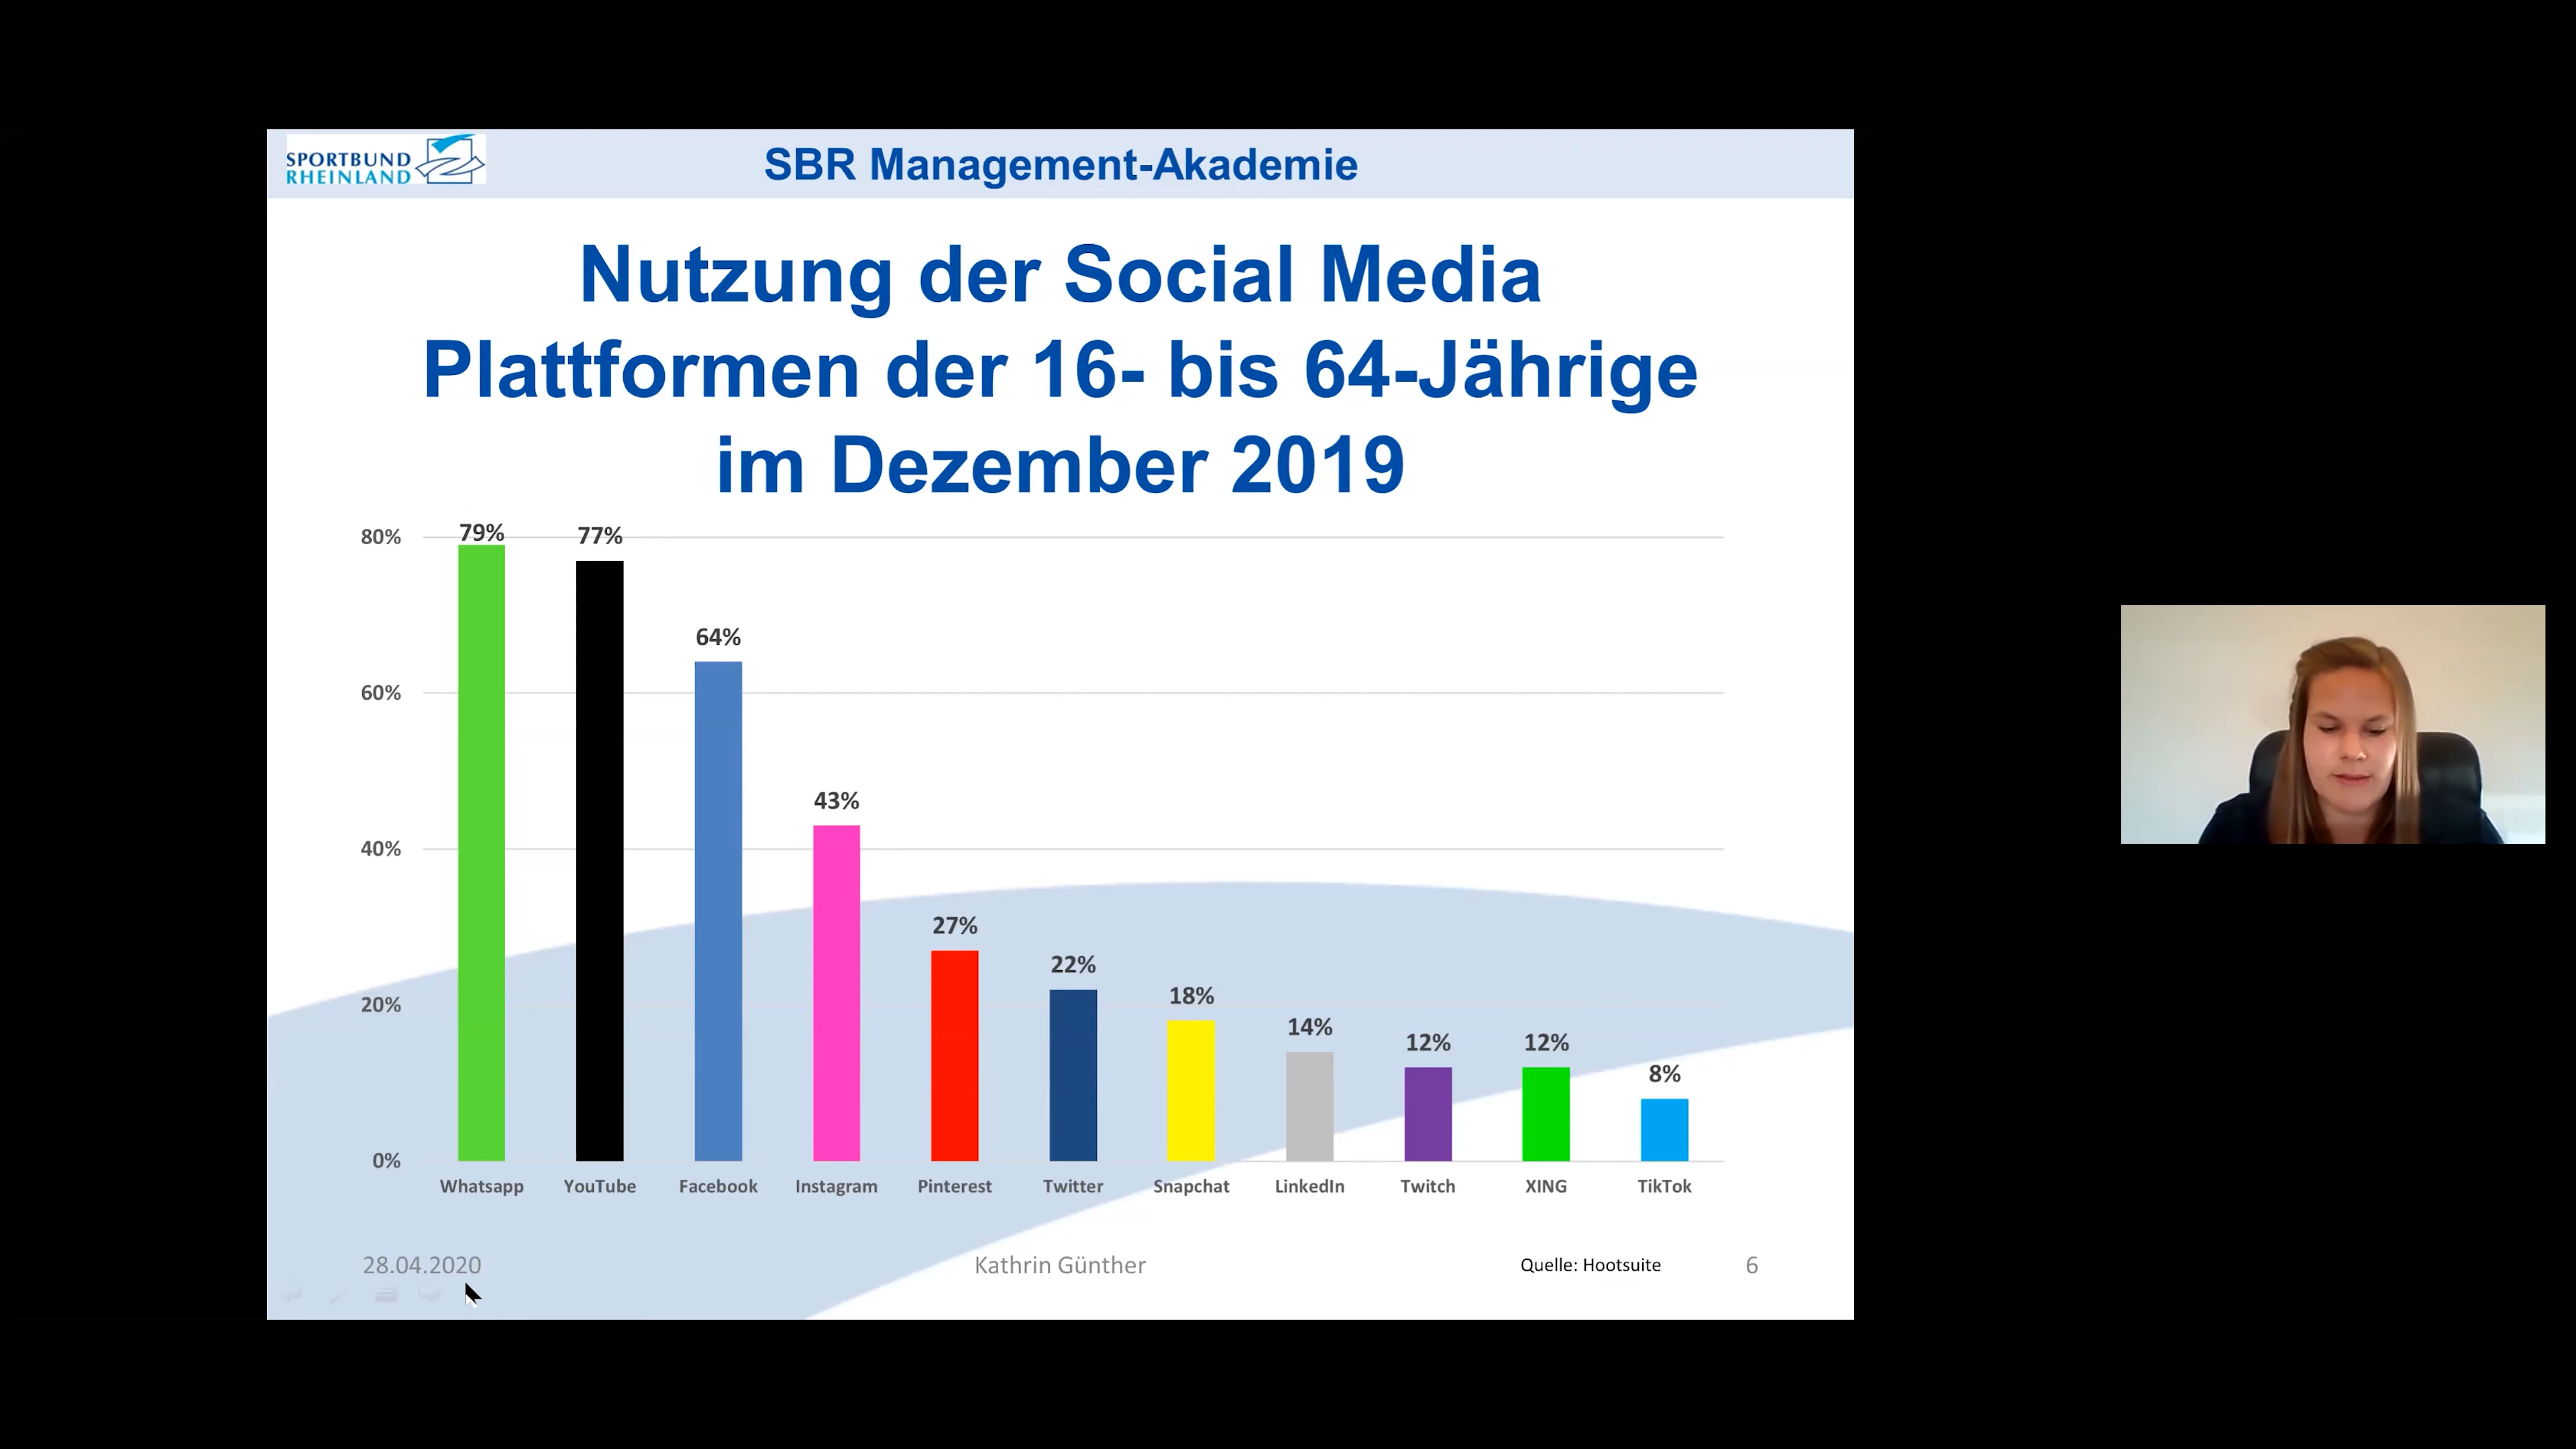 SPORTBUND
RHEINLAND
SBR Management-Akademie
Nutzung der Social Media
Plattformen der 16- bis 64-Jährige
im Dezember 2019
80%
60%
40%
20%
0%
79%
77%
64%
43%
27%
22%
18%
14%
12%
12%
8%
Whatsapp YouTube Facebook Instagram Pinterest Twitter Snapchat LinkedIn Twitch XING TikTok
28.04.2020 Kathrin Günther Quelle: Hootsuite 6